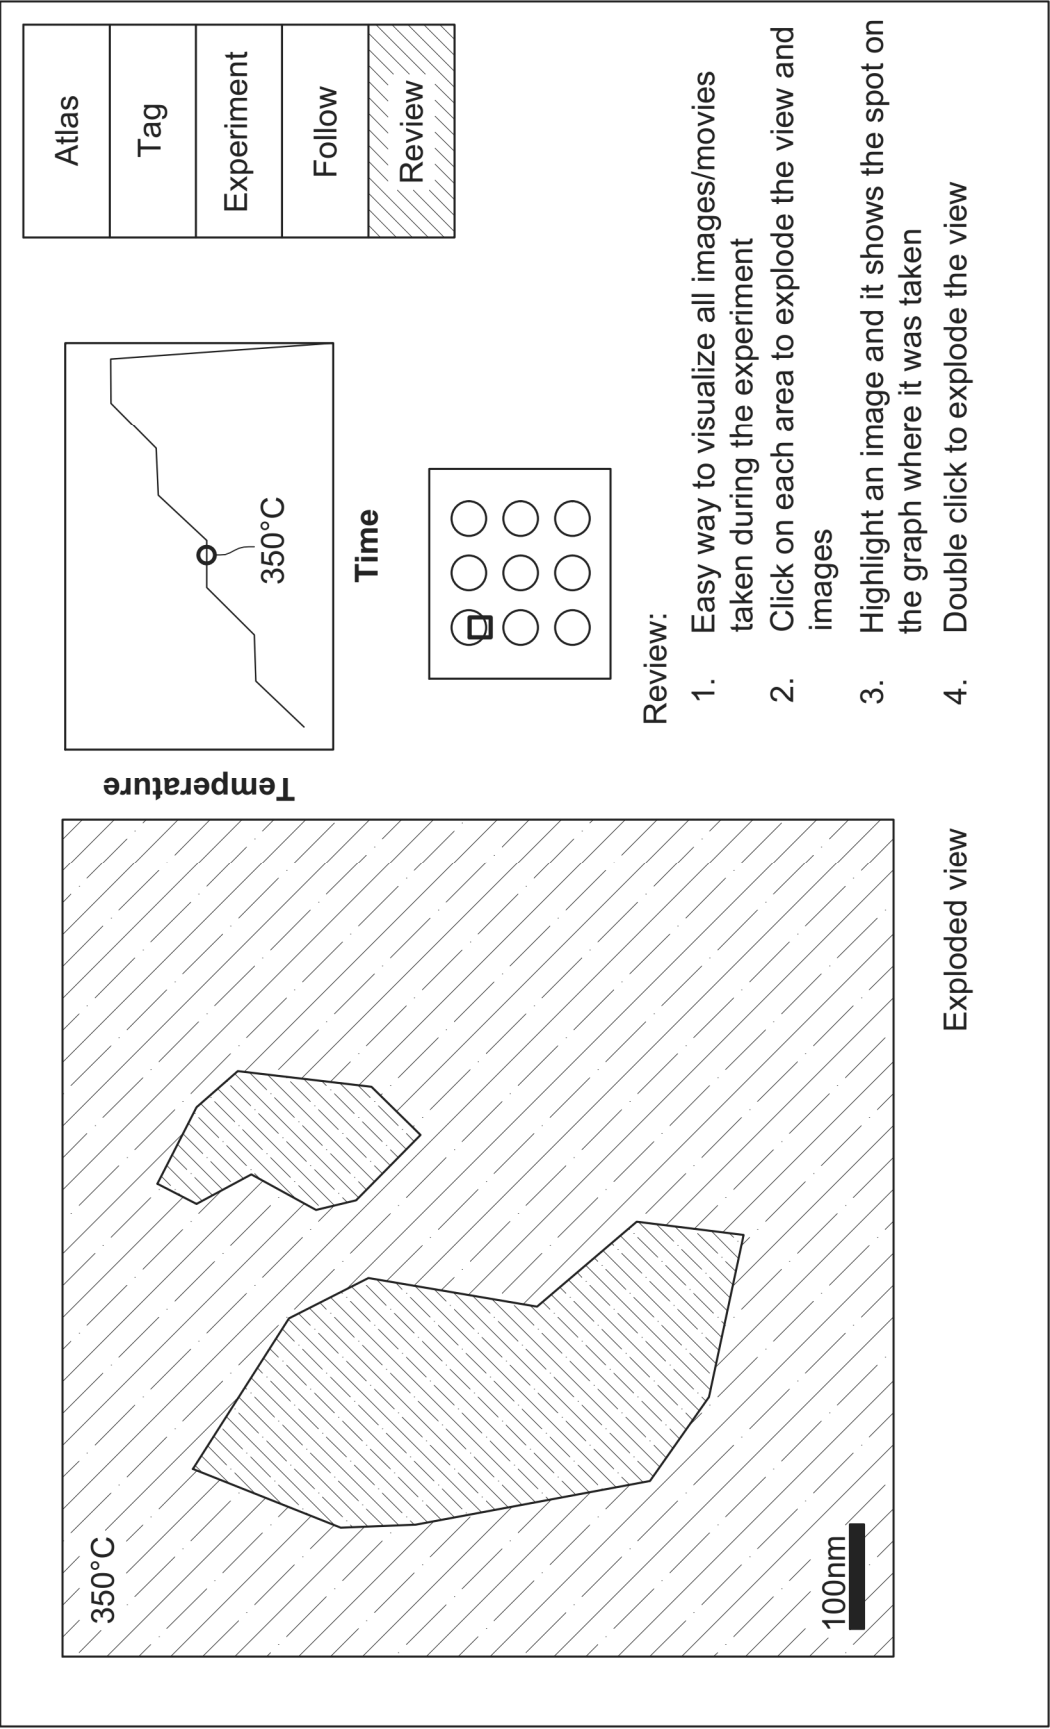 350°C
100nm
Exploded view
Temperature
350°C
Time
Atlas
Tag
Experiment
Follow
Review
Review:
1. Easy way to visualize all images/movies
taken during the experiment
2. Click on each area to explode the view and
images
3. Highlight an image and it shows the spot on
the graph where it was taken
4. Double click to explode the view